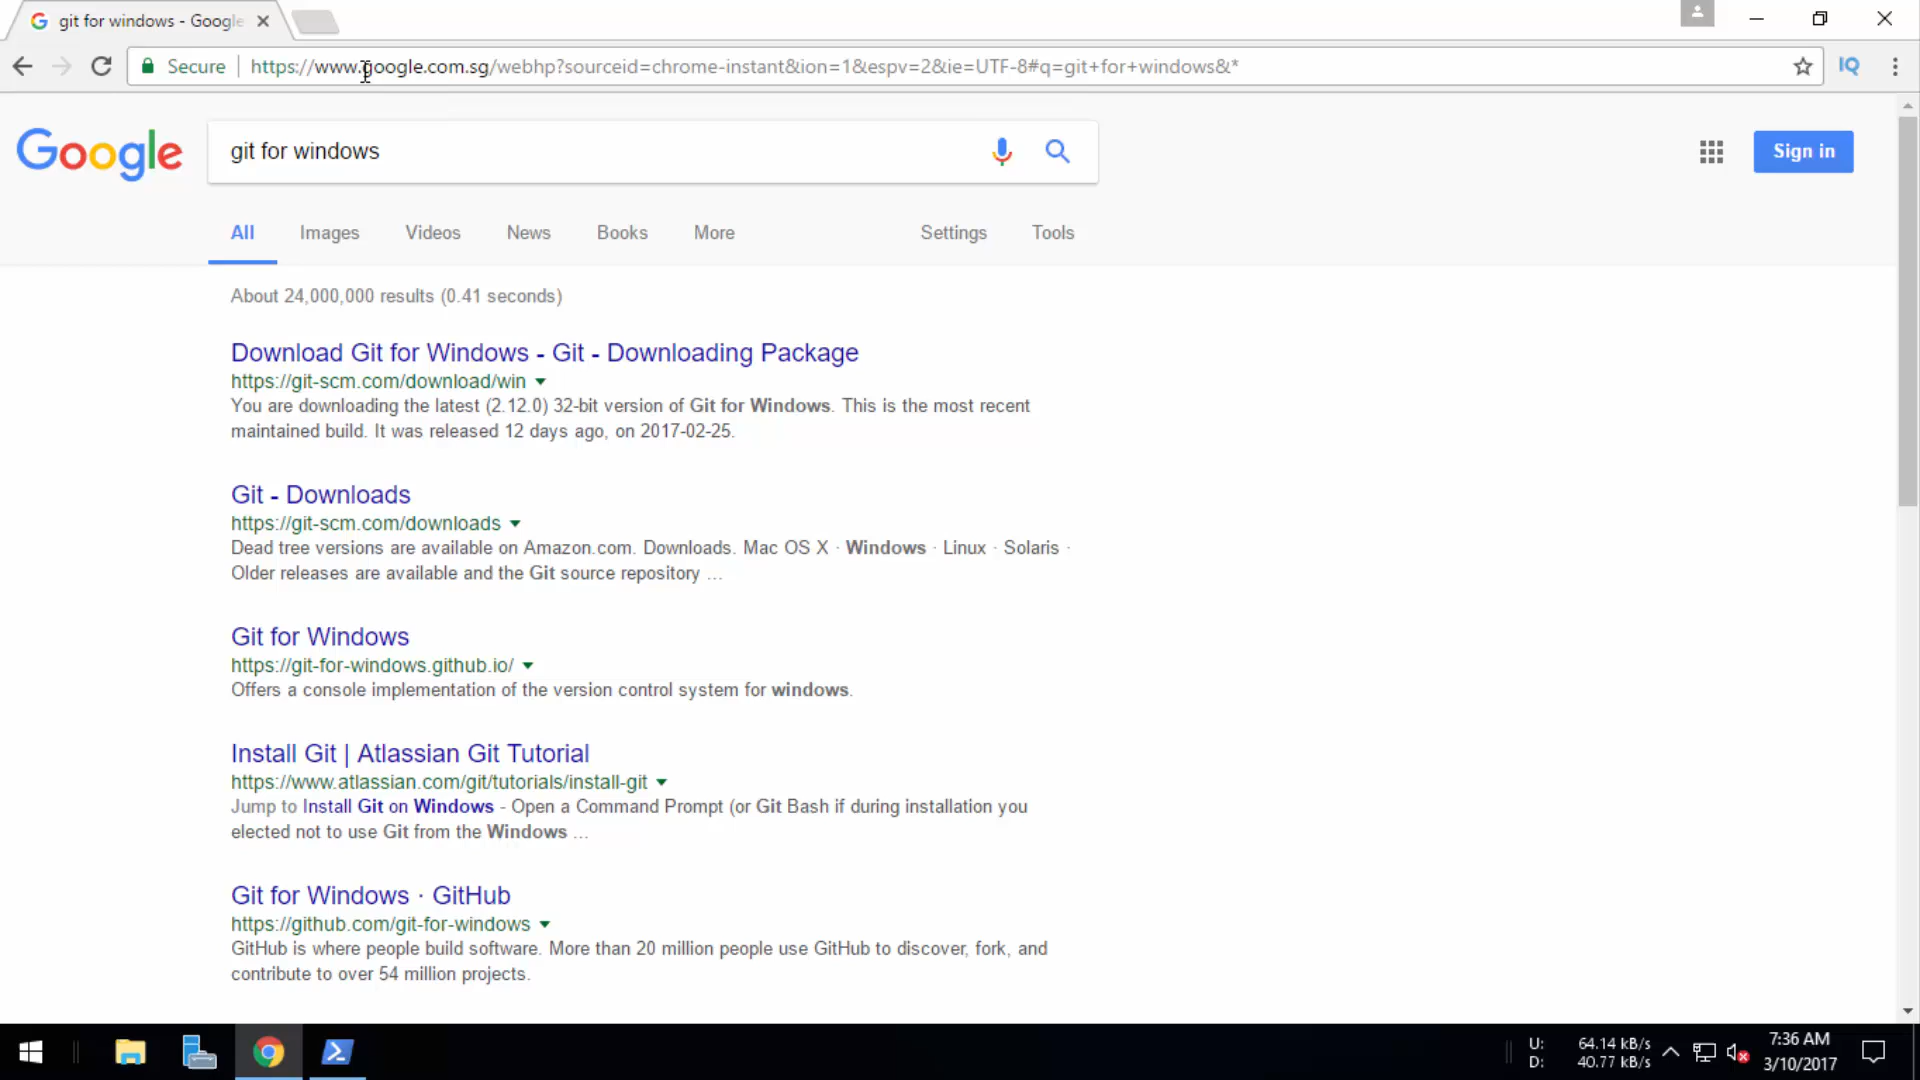 git for windows - Google
Secure
https://www.google.com.sg/webhp?sourceid=chrome-instant&ion=1&espv=2&ie=UTF-8#q=git+for+windows&*
IQ
Google
git for windows
Sign in
All Images Videos News Books More Settings Tools
About 24,000,000 results (0.41 seconds)
Download Git for Windows - Git - Downloading Package
https://git-scm.com/download/win
You are downloading the latest (2.12.0) 32-bit version of Git for Windows. This is the most recent
maintained build. It was released 12 days ago, on 2017-02-25.
Git - Downloads
https://git-scm.com/downloads
Dead tree versions are available on Amazon.com. Downloads. Mac OS X · Windows · Linux · Solaris ·
Older releases are available and the Git source repository ...
Git for Windows
https://git-for-windows.github.io/
Offers a console implementation of the version control system for windows.
Install Git | Atlassian Git Tutorial
https://www.atlassian.com/git/tutorials/install-git
Jump to Install Git on Windows - Open a Command Prompt (or Git Bash if during installation you
elected not to use Git from the Windows ...
Git for Windows · GitHub
https://github.com/git-for-windows
GitHub is where people build software. More than 20 million people use GitHub to discover, fork, and
contribute to over 54 million projects.
U: 64.14 kB/s
D: 40.77 kB/s
7:36 AM
3/10/2017